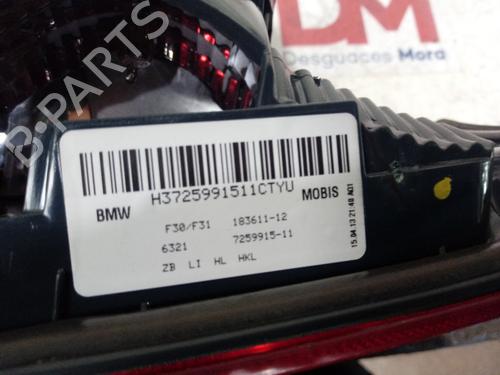 DM
Desguaces Mora
B-PARTS
H3725991511CTYU
BMW
MOBIS
F30/F31 183611-12
6321 7259915-11
ZB LI HL HKL
15.04.13 21:40 A01